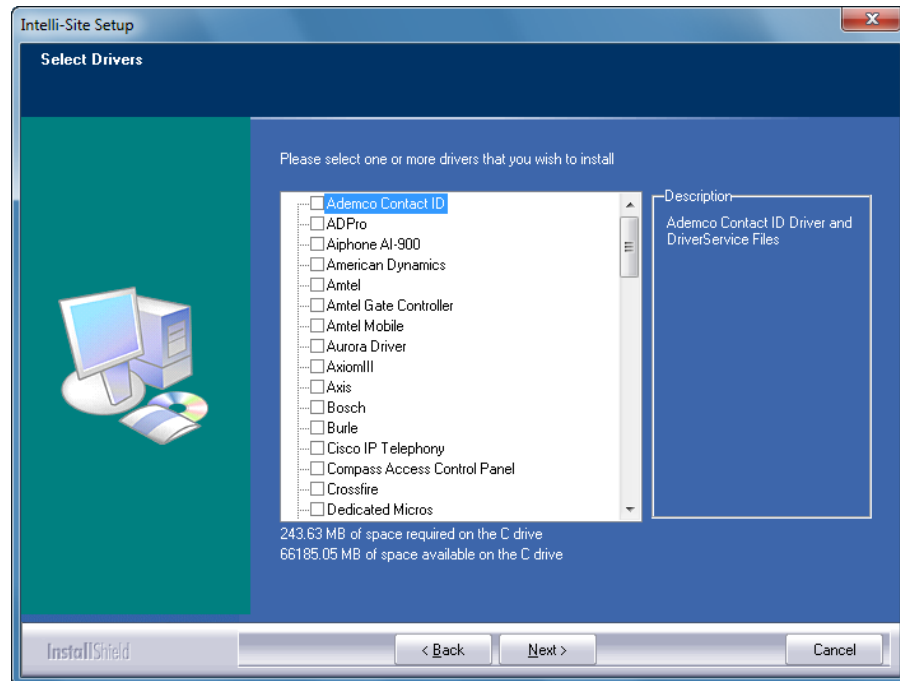 Intelli-Site Setup
Select Drivers
Please select one or more drivers that you wish to install
Ademco Contact ID
ADPro
Aiphone AI-900
American Dynamics
Amtel
Amtel Gate Controller
Amtel Mobile
Aurora Driver
AxiomIII
Axis
Bosch
Burle
Cisco IP Telephony
Compass Access Control Panel
Crossfire
Dedicated Micros
Description
Ademco Contact ID Driver and
DriverService Files
243.63 MB of space required on the C drive
66185.05 MB of space available on the C drive
InstallShield
< Back
Next >
Cancel